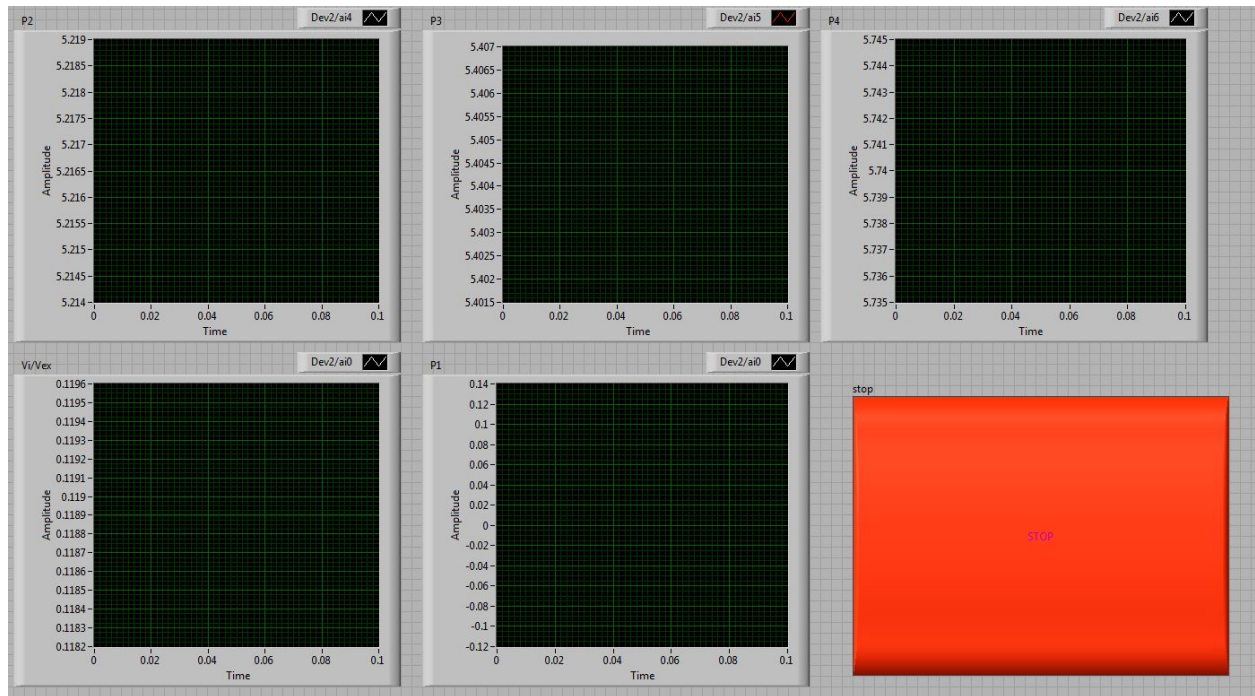 P2
Dev2/ai4
5.219
5.2185
5.218
5.2175
5.217
5.2165
5.216
5.2155
5.215
5.2145
5.214
Amplitude
0 0.02 0.04 0.06 0.08 0.1
Time
P3
Dev2/ai5
5.407
5.4065
5.406
5.4055
5.405
5.4045
5.404
5.4035
5.403
5.4025
5.402
5.4015
Amplitude
0 0.02 0.04 0.06 0.08 0.1
Time
P4
Dev2/ai6
5.745
5.744
5.743
5.742
5.741
5.74
5.739
5.738
5.737
5.736
5.735
Amplitude
0 0.02 0.04 0.06 0.08 0.1
Time
Vi/Vex
Dev2/ai0
0.1196
0.1195
0.1194
0.1193
0.1192
0.1191
0.119
0.1189
0.1188
0.1187
0.1186
0.1185
0.1184
0.1183
0.1182
Amplitude
0 0.02 0.04 0.06 0.08 0.1
Time
P1
Dev2/ai0
0.14
0.12
0.1
0.08
0.06
0.04
0.02
0
-0.02
-0.04
-0.06
-0.08
-0.1
-0.12
Amplitude
0 0.02 0.04 0.06 0.08 0.1
Time
stop
STOP